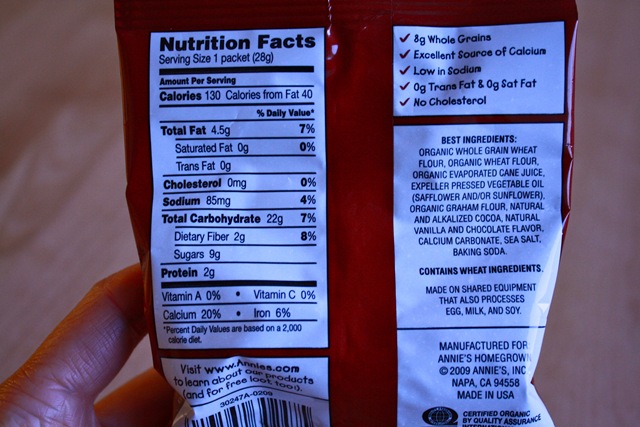 Nutrition Facts
Serving Size 1 packet (28g)
Amount Per Serving
Calories 130 Calories from Fat 40
% Daily Value*
Total Fat 4.5g 7%
Saturated Fat 0g 0%
Trans Fat 0g
Cholesterol 0mg 0%
Sodium 85mg 4%
Total Carbohydrate 22g 7%
Dietary Fiber 2g 8%
Sugars 9g
Protein 2g
Vitamin A 0% • Vitamin C 0%
Calcium 20% • Iron 6%
*Percent Daily Values are based on a 2,000
calorie diet.
Visit www.Annies.com
to learn about our products
(and for free loot, too!).
30247A-0209
✓ 8g Whole Grains
✓ Excellent Source of Calcium
✓ Low in Sodium
✓ 0g Trans Fat & 0g Sat Fat
✓ No Cholesterol
BEST INGREDIENTS:
ORGANIC WHOLE GRAIN WHEAT
FLOUR, ORGANIC WHEAT FLOUR,
ORGANIC EVAPORATED CANE JUICE,
EXPELLER PRESSED VEGETABLE OIL
(SAFFLOWER AND/OR SUNFLOWER),
ORGANIC GRAHAM FLOUR, NATURAL
AND ALKALIZED COCOA, NATURAL
VANILLA AND CHOCOLATE FLAVOR,
CALCIUM CARBONATE, SEA SALT,
BAKING SODA.
CONTAINS WHEAT INGREDIENTS.
MADE ON SHARED EQUIPMENT
THAT ALSO PROCESSES
EGG, MILK, AND SOY.
MANUFACTURED FOR
ANNIE'S HOMEGROWN
© 2009 ANNIE'S, INC
NAPA, CA 94558
MADE IN USA
CERTIFIED ORGANIC
BY QUALITY ASSURANCE